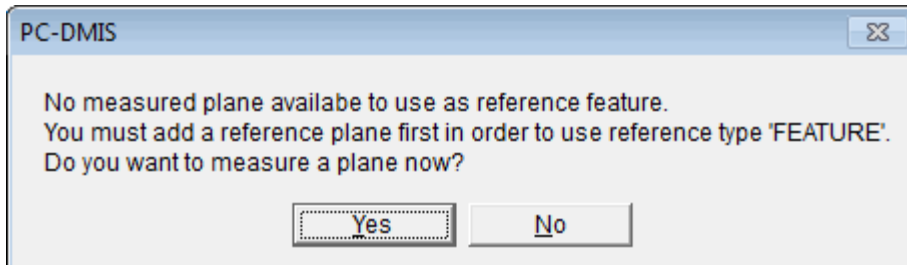 PC-DMIS
No measured plane availabe to use as reference feature.
You must add a reference plane first in order to use reference type 'FEATURE'.
Do you want to measure a plane now?
Yes
No